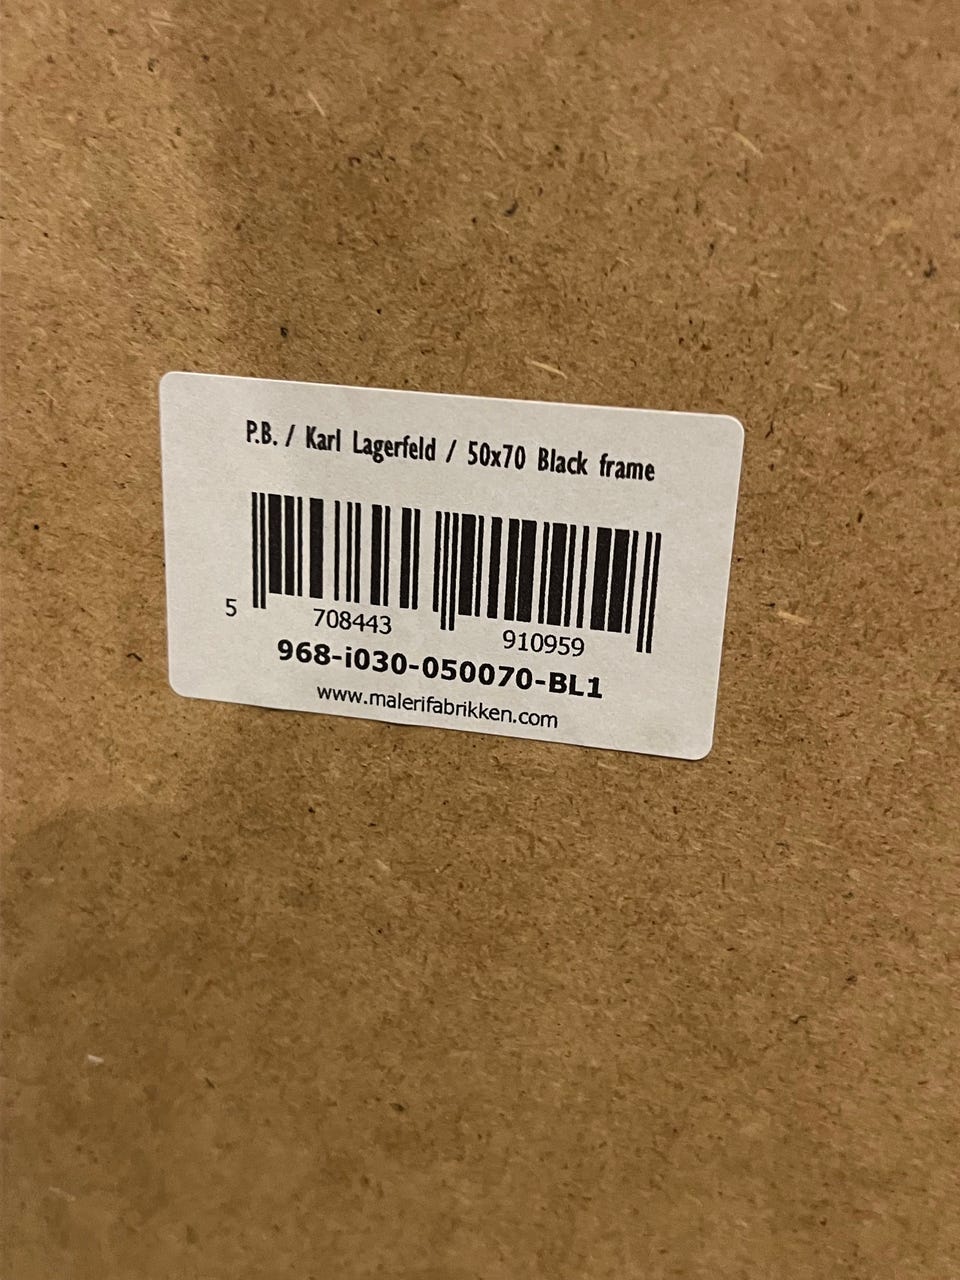 P.B. / Karl Lagerfeld / 50x70 Black frame
5 708443 910959
968-i030-050070-BL1
www.malerifabrikken.com